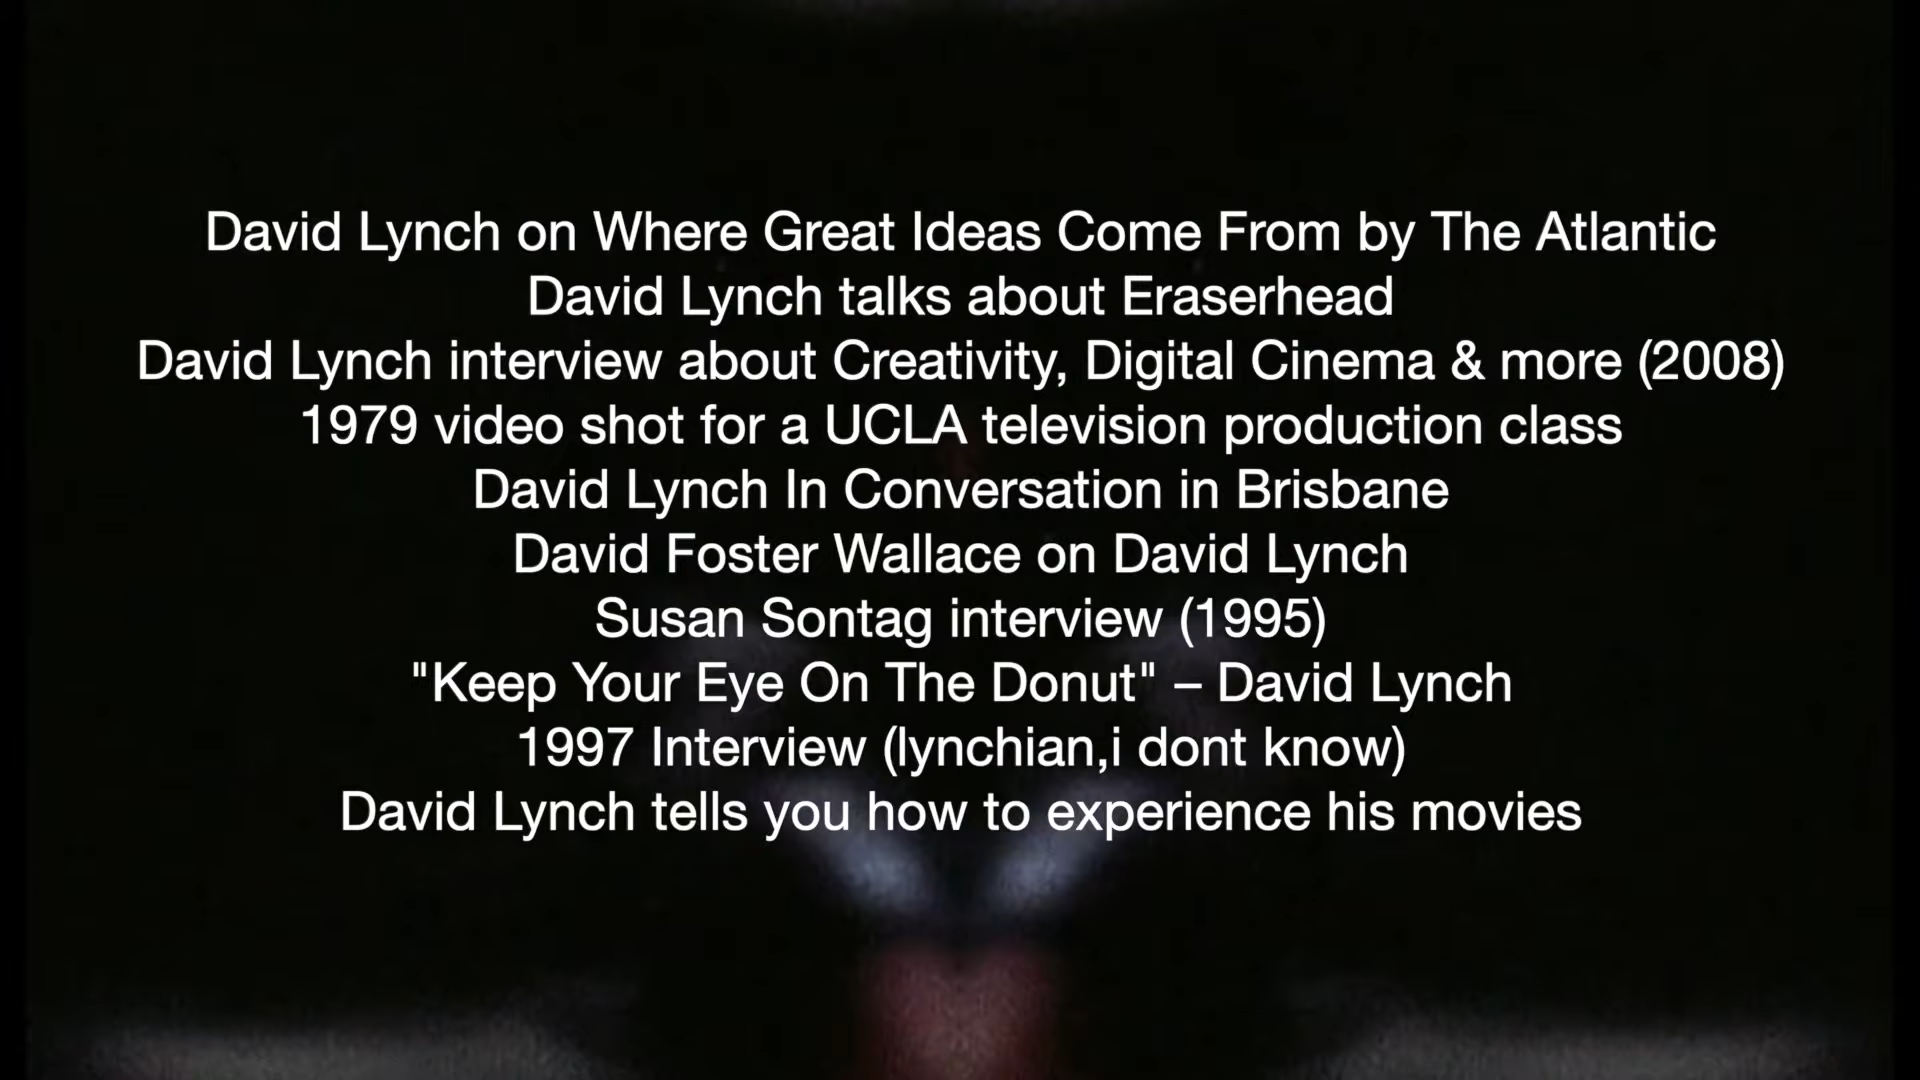 David Lynch on Where Great Ideas Come From by The Atlantic
David Lynch talks about Eraserhead
David Lynch interview about Creativity, Digital Cinema & more (2008)
1979 video shot for a UCLA television production class
David Lynch In Conversation in Brisbane
David Foster Wallace on David Lynch
Susan Sontag interview (1995)
"Keep Your Eye On The Donut" – David Lynch
1997 Interview (lynchian,i dont know)
David Lynch tells you how to experience his movies